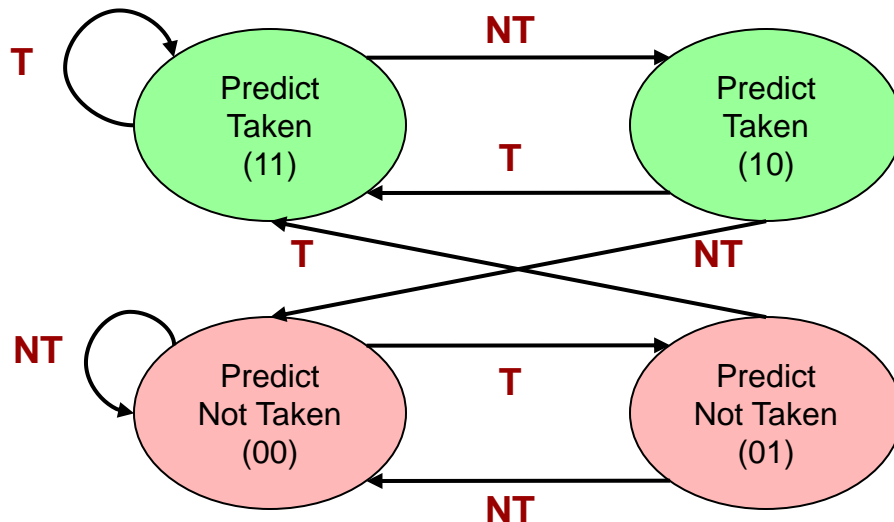 NT
T
Predict
Taken
(11)
Predict
Taken
(10)
T
T
NT
NT
Predict
Not Taken
(00)
T
Predict
Not Taken
(01)
NT